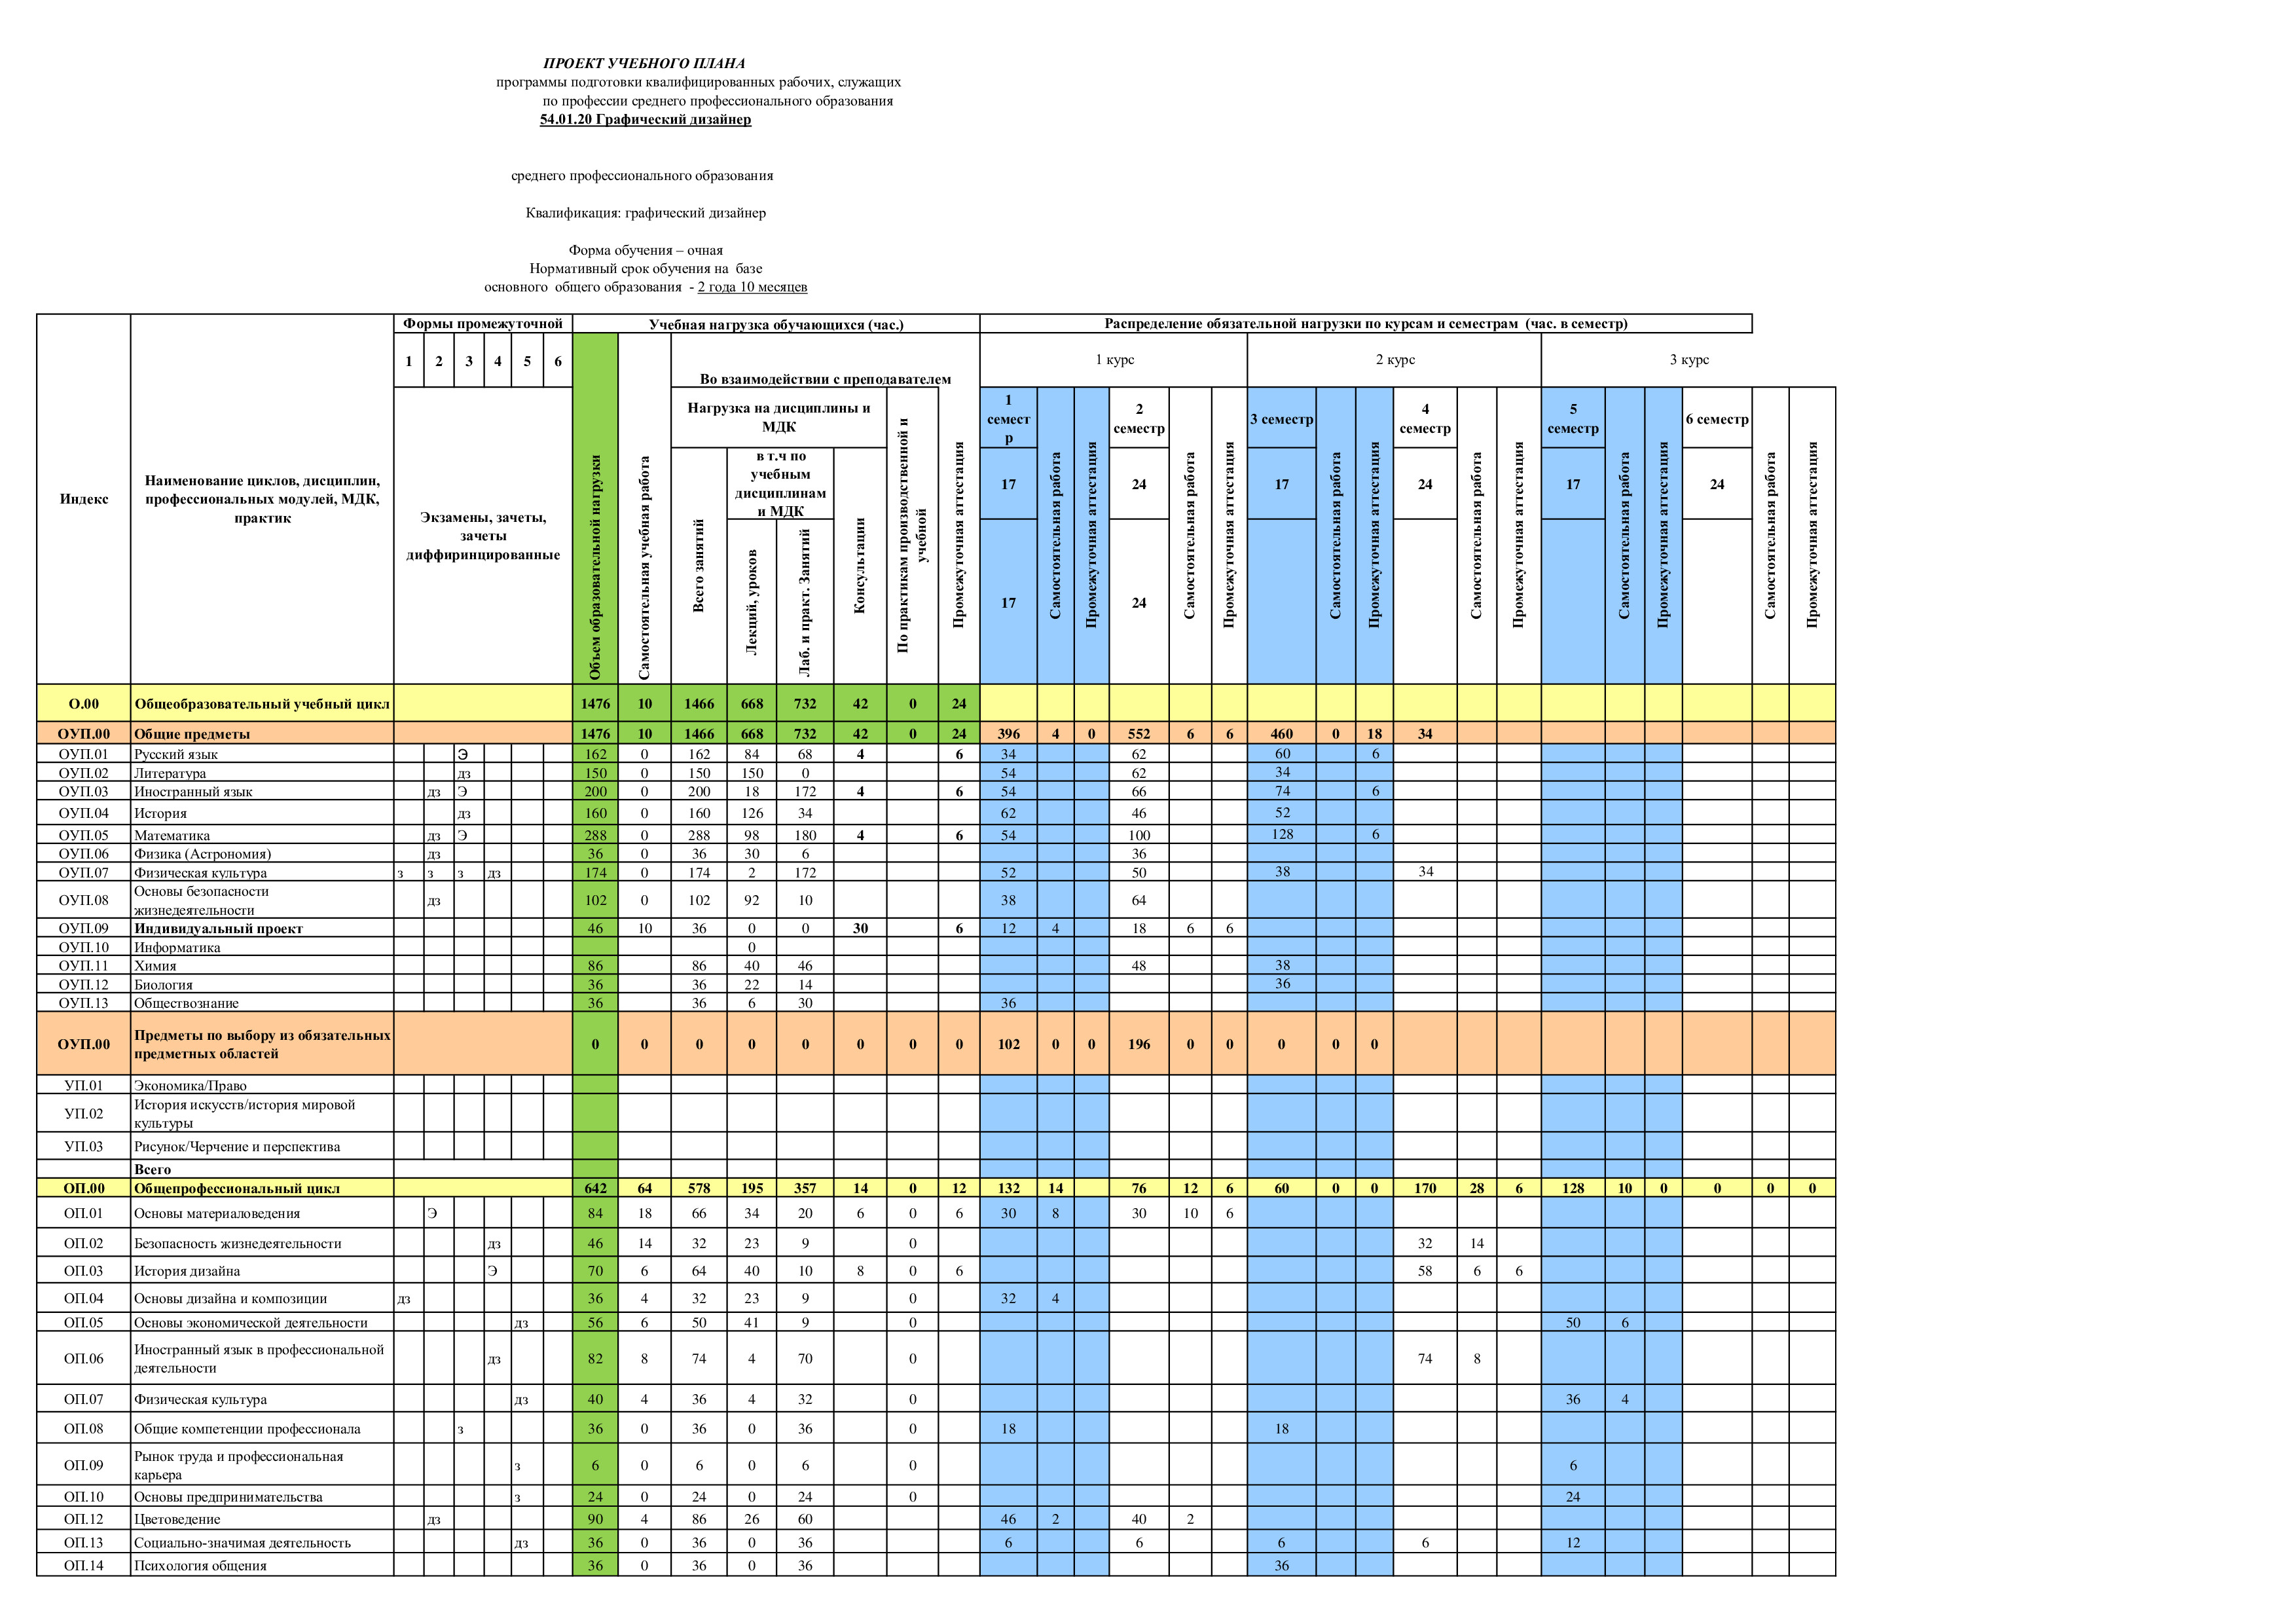 ПРОЕКТ УЧЕБНОГО ПЛАНА
программы подготовки квалифицированных рабочих, служащих
по профессии среднего профессионального образования
54.01.20 Графический дизайнер
среднего профессионального образования
Квалификация: графический дизайнер
Форма обучения – очная
Нормативный срок обучения на базе
основного общего образования - 2 года 10 месяцев
Индекс
Наименование циклов, дисциплин,
профессиональных модулей, МДК,
практик
Формы промежуточной
1 2 3 4 5 6
Экзамены, зачеты,
зачеты
диффиринцированные
Учебная нагрузка обучающихся (час.)
Объем образовательной нагрузки
Самостоятельная учебная работа
Во взаимодействии с преподавателем
Нагрузка на дисциплины и
МДК
Всего занятий
в т.ч по
учебным
дисциплинам
и МДК
Лекций, уроков
Лаб. и практ. Занятий
Консультации
По практикам производственной и
учебной
Промежуточная аттестация
Распределение обязательной нагрузки по курсам и семестрам (час. в семестр)
1 курс 2 курс 3 курс
1
семест
р
17
17
Самостоятельная работа
Промежуточная аттестация
2
семестр
24
24
Самостоятельная работа
Промежуточная аттестация
3 семестр
17
Самостоятельная работа
Промежуточная аттестация
4
семестр
24
Самостоятельная работа
Промежуточная аттестация
5
семестр
17
Самостоятельная работа
Промежуточная аттестация
6 семестр
24
Самостоятельная работа
Промежуточная аттестация
О.00 Общеобразовательный учебный цикл 1476 10 1466 668 732 42 0 24
ОУП.00 Общие предметы 1476 10 1466 668 732 42 0 24 396 4 0 552 6 6 460 0 18 34
ОУП.01 Русский язык Э 162 0 162 84 68 4 6 34 62 60 6
ОУП.02 Литература дз 150 0 150 150 0 54 62 34
ОУП.03 Иностранный язык дз Э 200 0 200 18 172 4 6 54 66 74 6
ОУП.04 История дз 160 0 160 126 34 62 46 52
ОУП.05 Математика дз Э 288 0 288 98 180 4 6 54 100 128 6
ОУП.06 Физика (Астрономия) дз 36 0 36 30 6 36
ОУП.07 Физическая культура з з з дз 174 0 174 2 172 52 50 38 34
ОУП.08 Основы безопасности
жизнедеятельности дз 102 0 102 92 10 38 64
ОУП.09 Индивидуальный проект 46 10 36 0 0 30 6 12 4 18 6 6
ОУП.10 Информатика 0
ОУП.11 Химия 86 86 40 46 48 38
ОУП.12 Биология 36 36 22 14 36
ОУП.13 Обществознание 36 36 6 30 36
ОУП.00 Предметы по выбору из обязательных
предметных областей 0 0 0 0 0 0 0 0 102 0 0 196 0 0 0 0 0
УП.01 Экономика/Право
УП.02 История искусств/история мировой
культуры
УП.03 Рисунок/Черчение и перспектива
Всего
ОП.00 Общепрофессиональный цикл 642 64 578 195 357 14 0 12 132 14 76 12 6 60 0 0 170 28 6 128 10 0 0 0 0
ОП.01 Основы материаловедения Э 84 18 66 34 20 6 0 6 30 8 30 10 6
ОП.02 Безопасность жизнедеятельности дз 46 14 32 23 9 0 32 14
ОП.03 История дизайна Э 70 6 64 40 10 8 0 6 58 6 6
ОП.04 Основы дизайна и композиции дз 36 4 32 23 9 0 32 4
ОП.05 Основы экономической деятельности дз 56 6 50 41 9 0 50 6
ОП.06 Иностранный язык в профессиональной
деятельности дз 82 8 74 4 70 0 74 8
ОП.07 Физическая культура дз 40 4 36 4 32 0 36 4
ОП.08 Общие компетенции профессионала з 36 0 36 0 36 0 18 18
ОП.09 Рынок труда и профессиональная
карьера з 6 0 6 0 6 0 6
ОП.10 Основы предпринимательства з 24 0 24 0 24 0 24
ОП.12 Цветоведение дз 90 4 86 26 60 46 2 40 2
ОП.13 Социально-значимая деятельность дз 36 0 36 0 36 6 6 6 6 12
ОП.14 Психология общения 36 0 36 0 36 36